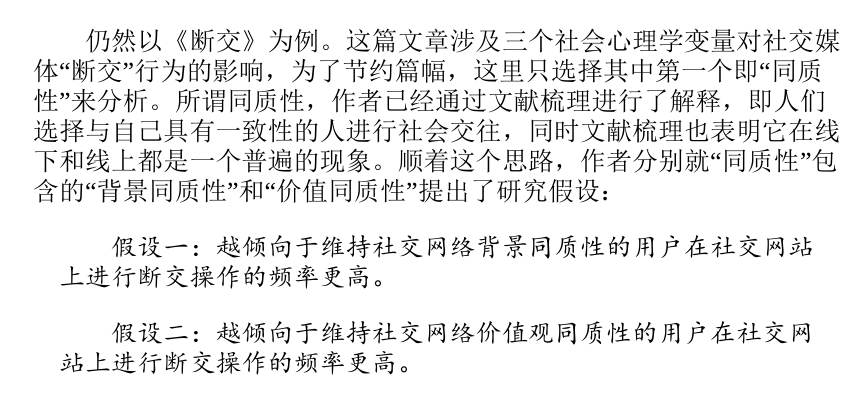 仍然以《断交》为例。这篇文章涉及三个社会心理学变量对社交媒
体“断交”行为的影响，为了节约篇幅，这里只选择其中第一个即“同质
性”来分析。所谓同质性，作者已经通过文献梳理进行了解释，即人们
选择与自己具有一致性的人进行社会交往，同时文献梳理也表明它在线
下和线上都是一个普遍的现象。顺着这个思路，作者分别就“同质性”包
含的“背景同质性”和“价值同质性”提出了研究假设：
假设一：越倾向于维持社交网络背景同质性的用户在社交网站
上进行断交操作的频率更高。
假设二：越倾向于维持社交网络价值观同质性的用户在社交网
站上进行断交操作的频率更高。